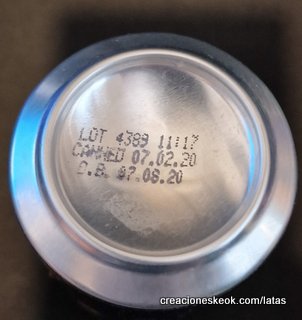 LOT 4389 11:17
CANNED 07.02.20
B.B. 07.08.20
creacioneskeok.com/latas